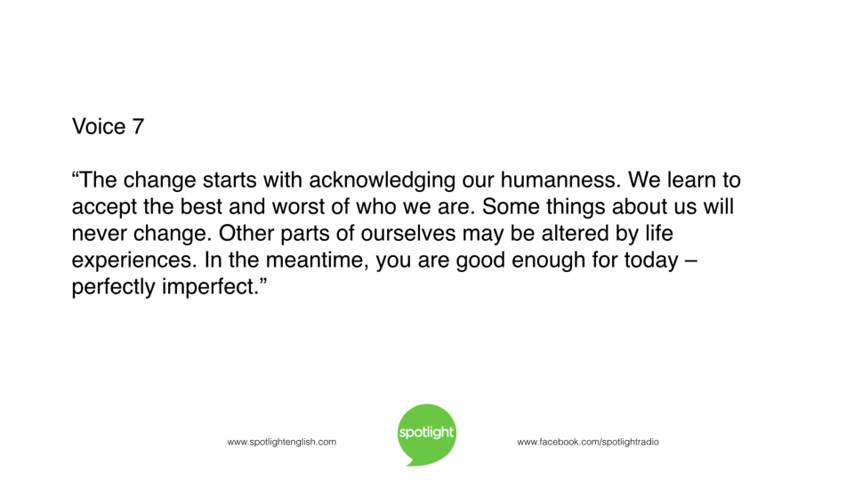 Voice 7
“The change starts with acknowledging our humanness. We learn to
accept the best and worst of who we are. Some things about us will
never change. Other parts of ourselves may be altered by life
experiences. In the meantime, you are good enough for today –
perfectly imperfect.”
spotlight
www.spotlightenglish.com
www.facebook.com/spotlightradio